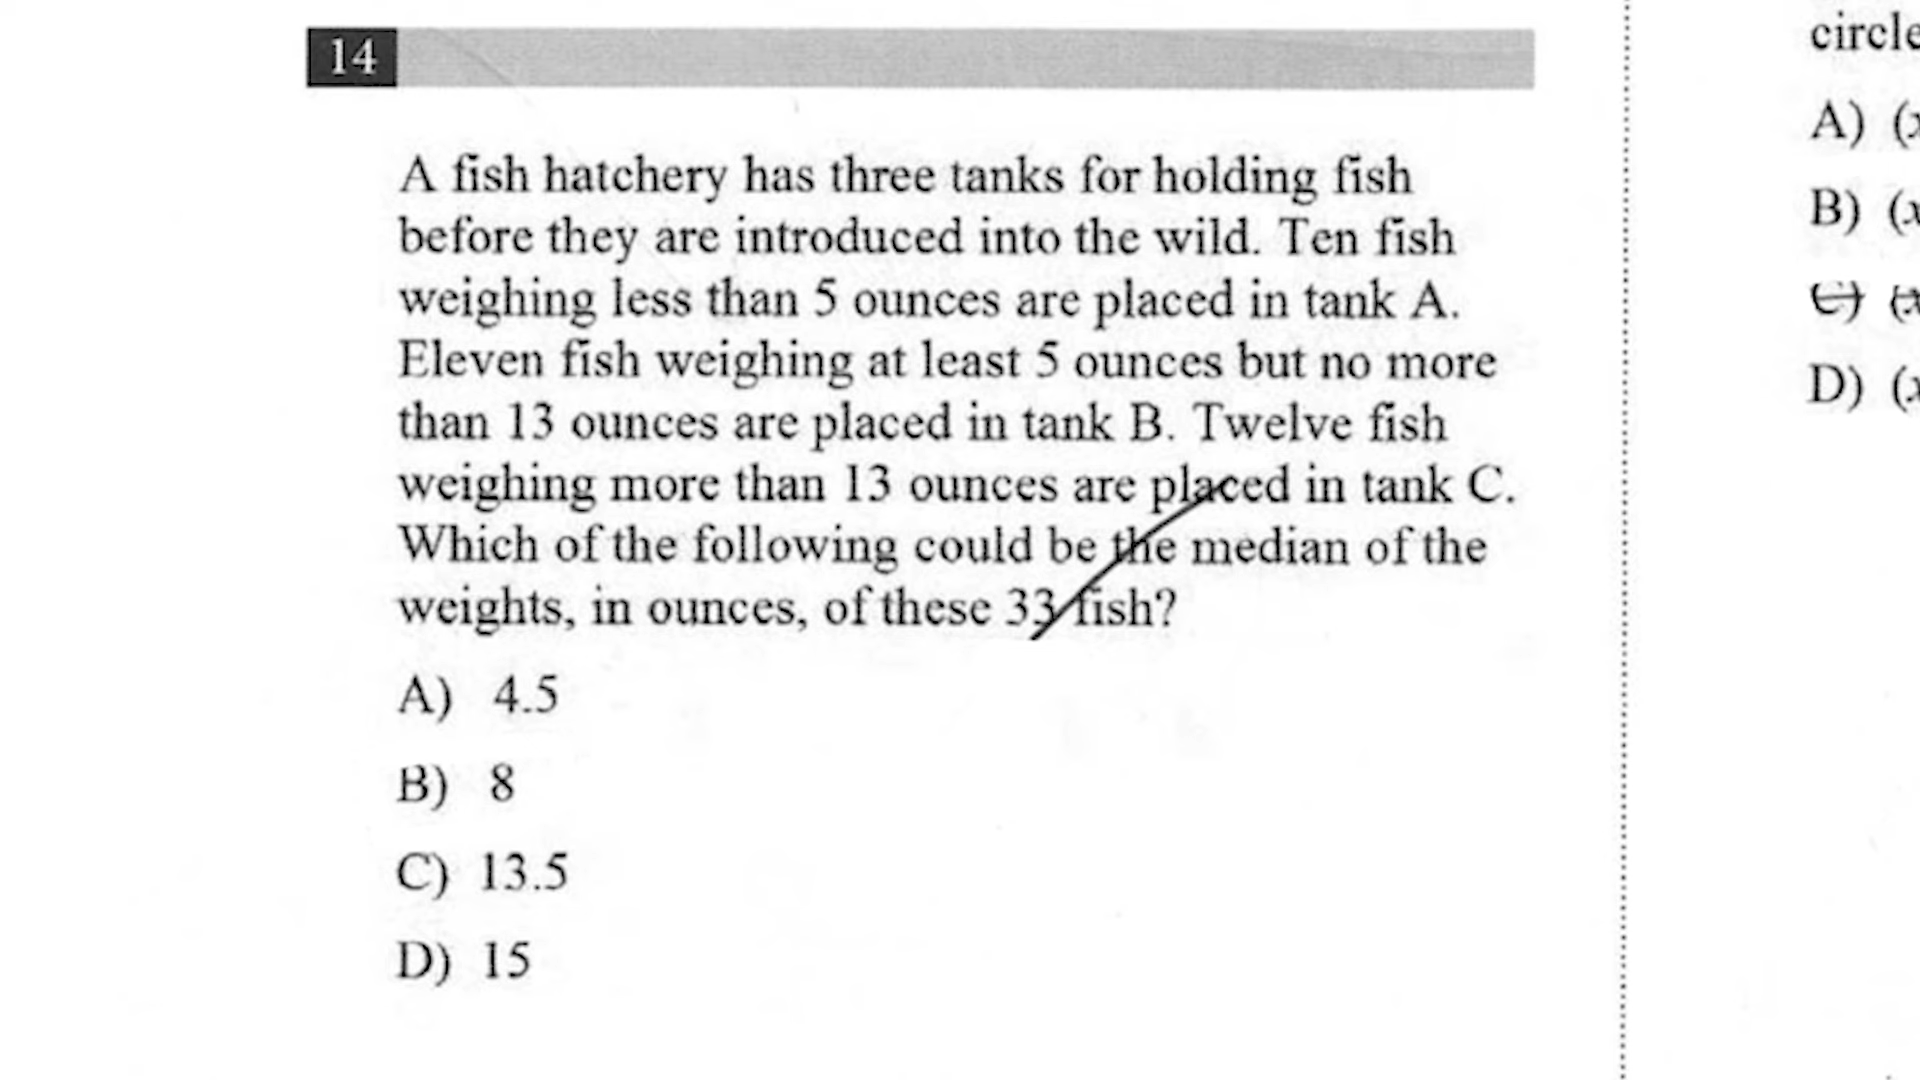 14
A fish hatchery has three tanks for holding fish
before they are introduced into the wild. Ten fish
weighing less than 5 ounces are placed in tank A.
Eleven fish weighing at least 5 ounces but no more
than 13 ounces are placed in tank B. Twelve fish
weighing more than 13 ounces are placed in tank C.
Which of the following could be the median of the
weights, in ounces, of these 33 fish?
A) 4.5
B) 8
C) 13.5
D) 15
circle
A) (x
B) (x
C) (x
D) (x